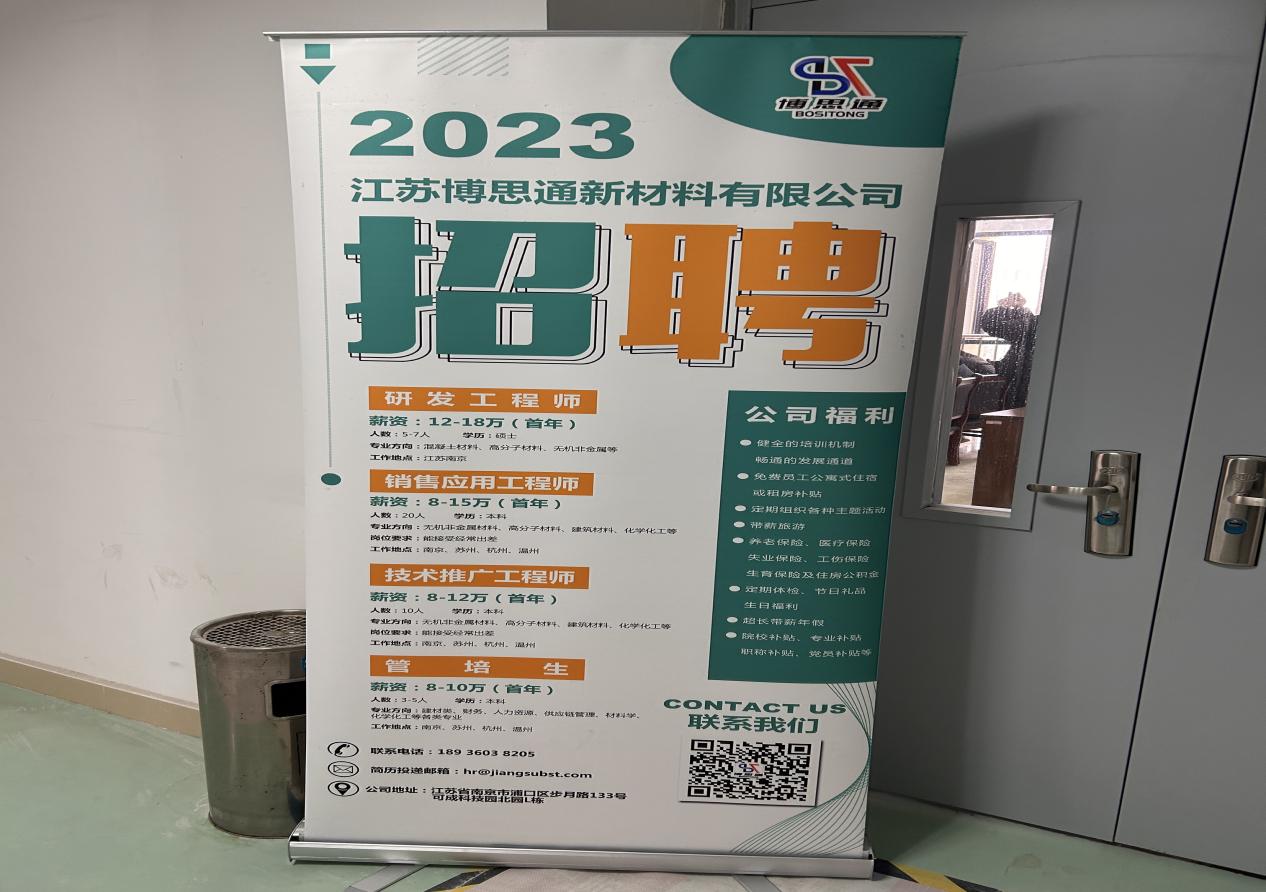 博思通
BOSITONG
2023
江苏博思通新材料有限公司
招聘
研发工程师
薪资：12-18万（首年）
人数：5-7人 学历：硕士
专业方向：混凝土材料、高分子材料、无机非金属等
工作地点：江苏南京
销售应用工程师
薪资：8-15万（首年）
人数：20人 学历：本科
专业方向：无机非金属材料、高分子材料、建筑材料、化学化工等
岗位要求：能接受经常出差
工作地点：南京、苏州、杭州、温州
技术推广工程师
薪资：8-12万（首年）
人数：10人 学历：本科
专业方向：无机非金属材料、高分子材料、建筑材料、化学化工等
岗位要求：能接受经常出差
工作地点：南京、苏州、杭州、温州
管培生
薪资：8-10万（首年）
人数：3-5人 学历：本科
专业方向：建材类、财务、人力资源、供应链管理、材料学、
化学化工等各类专业
工作地点：南京、苏州、杭州、温州
公司福利
健全的培训机制
畅通的发展通道
免费员工公寓式住宿
或租房补贴
定期组织各种主题活动
带薪旅游
养老保险、医疗保险
失业保险、工伤保险
生育保险及住房公积金
定期体检、节日礼品
生日福利
超长带薪年假
院校补贴、专业补贴
职称补贴、党员补贴等
CONTACT US
联系我们
联系电话：189 3603 8205
简历投递邮箱：hr@jiangsubst.com
公司地址：江苏省南京市浦口区步月路133号
可成科技园北园L栋